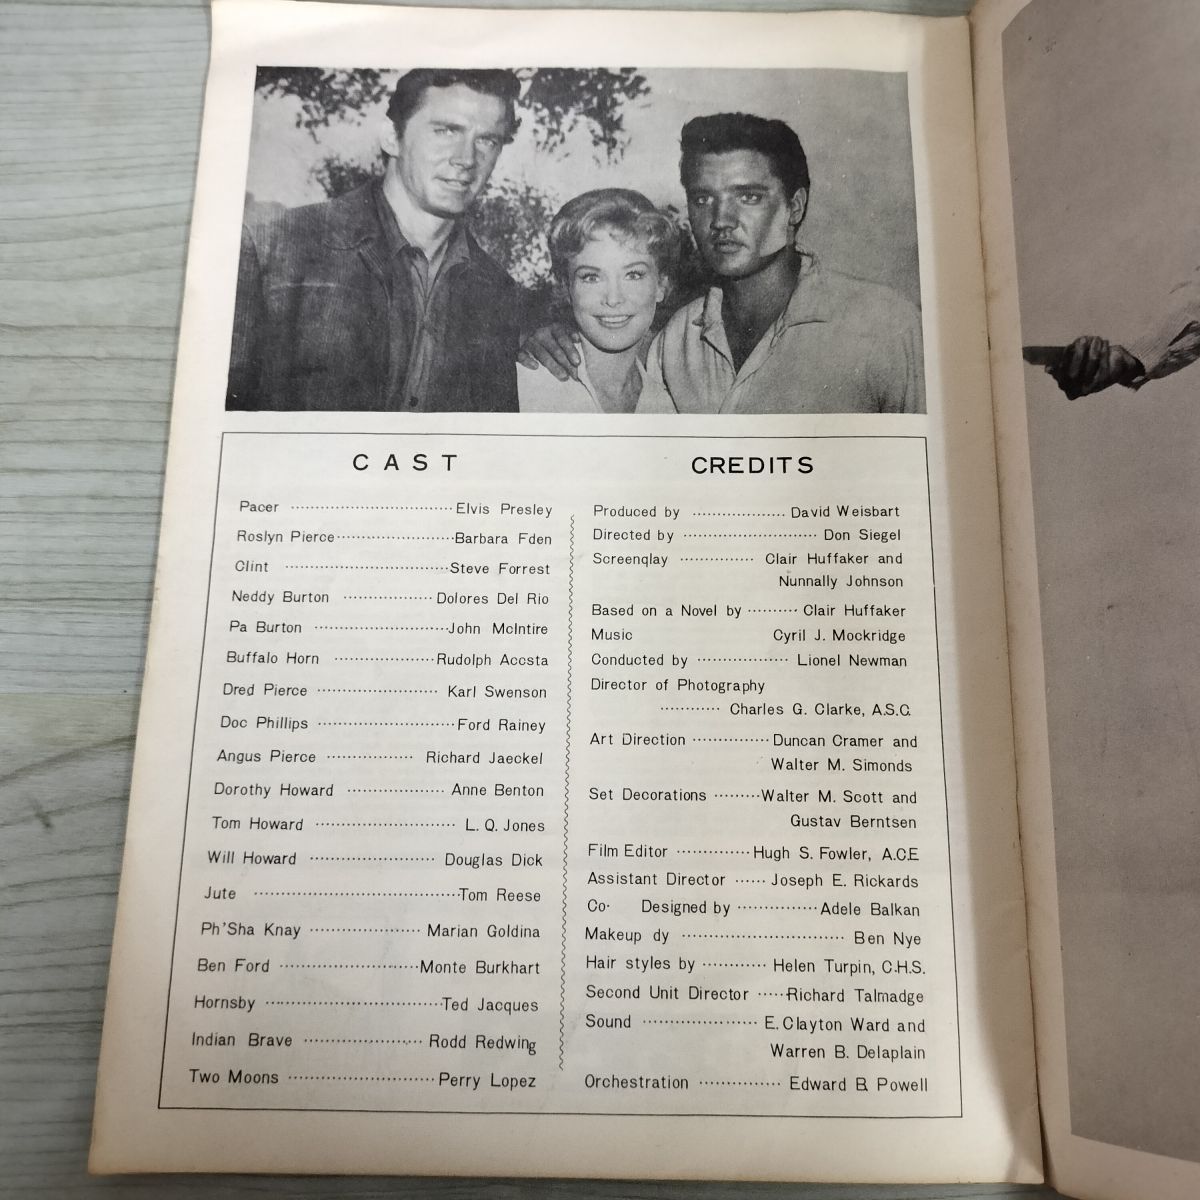 CAST
Pacer ······························ Elvis Presley
Roslyn Pierce ······················ Barbara Fden
Clint ······························ Steve Forrest
Neddy Burton ················ Dolores Del Rio
Pa Burton ························ John McIntire
Buffalo Horn ··················· Rudolph Accsta
Dred Pierce ······················ Karl Swenson
Doc Phillips ························· Ford Rainey
Angus Pierce ················ Richard Jaeckel
Dorothy Howard ·················· Anne Benton
Tom Howard ·························· L. Q. Jones
Will Howard ······················· Douglas Dick
Jute ······································ Tom Reese
Ph'Sha Knay ···················· Marian Goldina
Ben Ford ························· Monte Burkhart
Hornsby ································ Ted Jacques
Indian Brave ······················ Rodd Redwing
Two Moons ··························· Perry Lopez
CREDITS
Produced by ·················· David Weisbart
Directed by ························· Don Siegel
Screenqlay ·············· Clair Huffaker and
Nunnally Johnson
Based on a Novel by ·········· Clair Huffaker
Music Cyril J. Mockridge
Conducted by ················· Lionel Newman
Director of Photography
············ Charles G. Clarke, A.S.C.
Art Direction ·············· Duncan Cramer and
Walter M. Simonds
Set Decorations ········· Walter M. Scott and
Gustav Berntsen
Film Editor ·············· Hugh S. Fowler, A.C.E
Assistant Director ······ Joseph E. Rickards
Co· Designed by ··············· Adele Balkan
Makeup dy ······························ Ben Nye
Hair styles by ············ Helen Turpin, C.H.S.
Second Unit Director ····· Richard Talmadge
Sound ····················· E. Clayton Ward and
Warren B. Delaplain
Orchestration ··············· Edward B. Powell